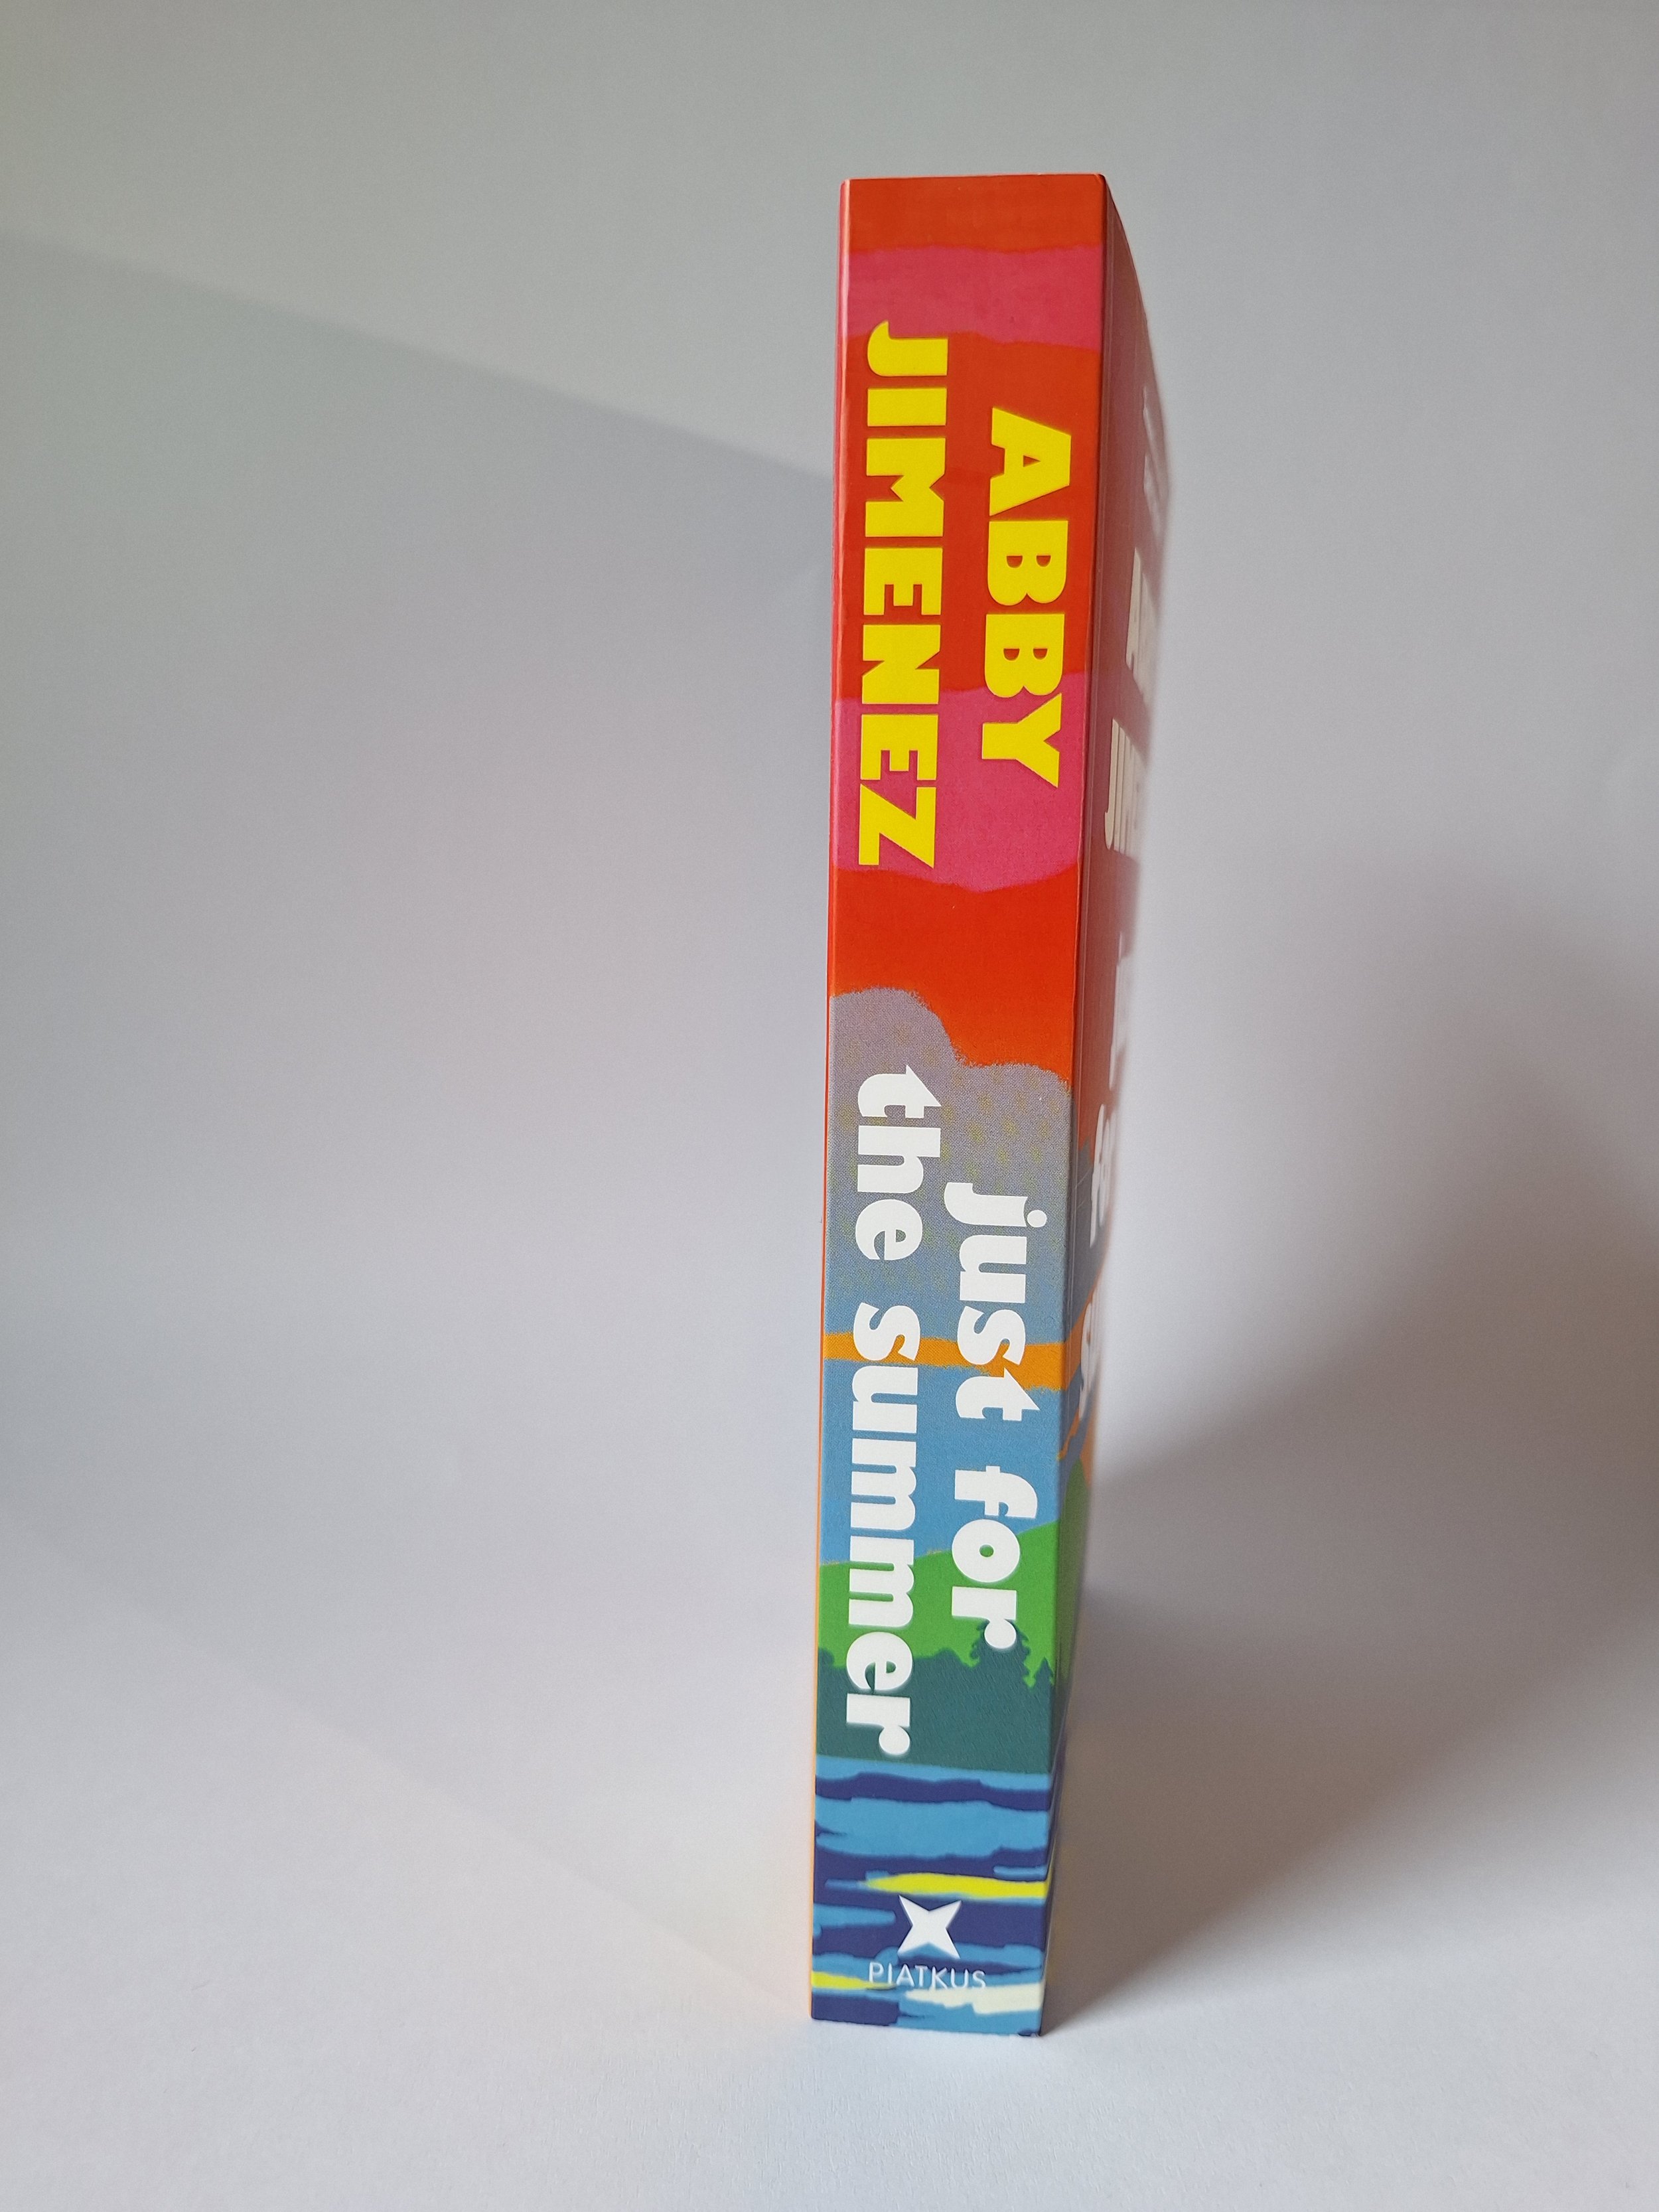 ABBY
JIMENEZ
just for
the summer
PIATKUS